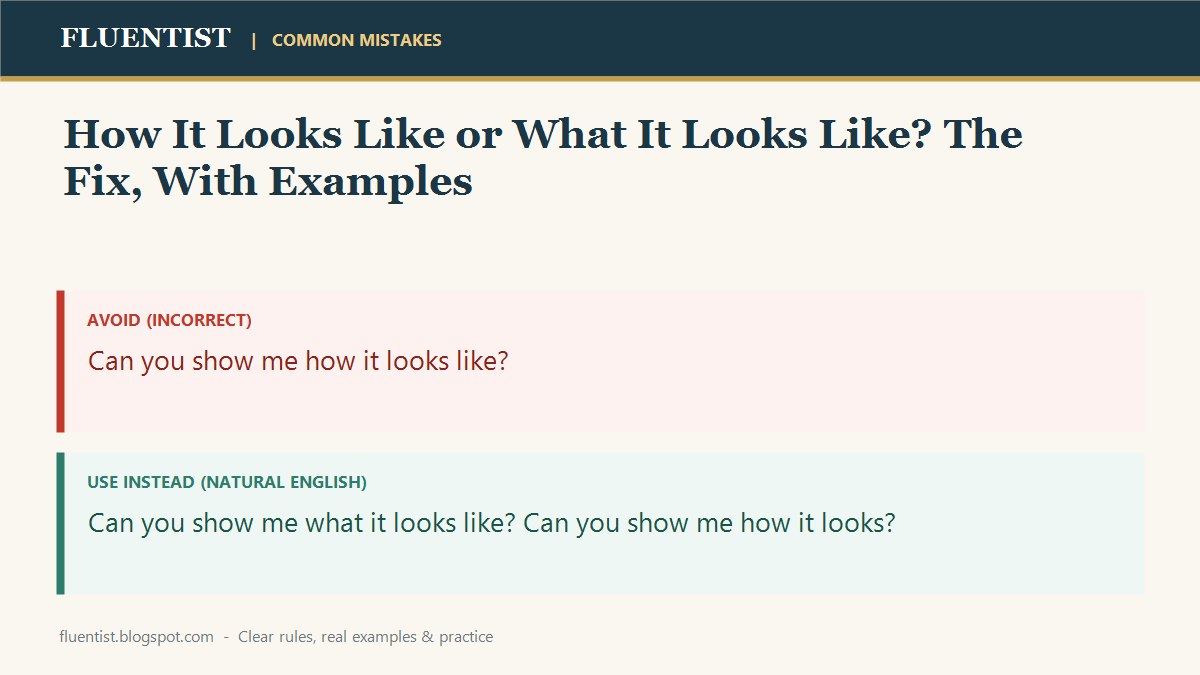 FLUENTIST | COMMON MISTAKES
How It Looks Like or What It Looks Like? The
Fix, With Examples
AVOID (INCORRECT)
Can you show me how it looks like?
USE INSTEAD (NATURAL ENGLISH)
Can you show me what it looks like? Can you show me how it looks?
fluentist.blogspot.com - Clear rules, real examples & practice